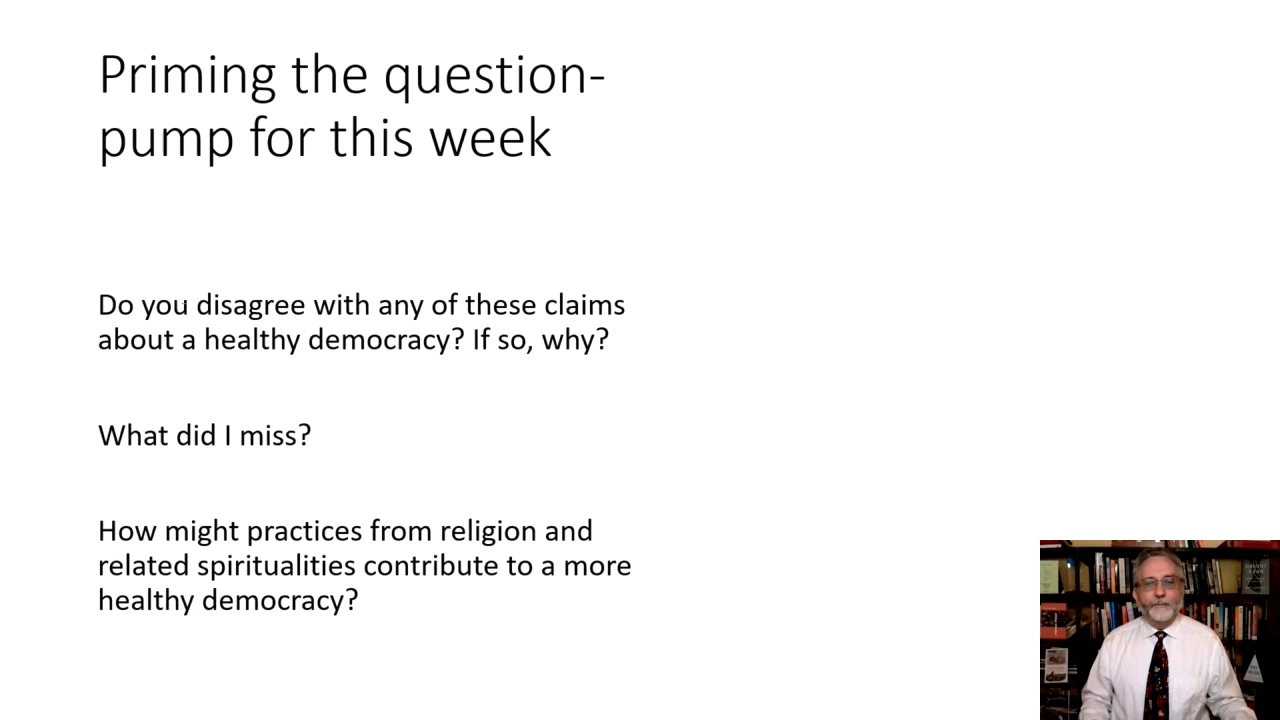 Priming the question-
pump for this week
Do you disagree with any of these claims
about a healthy democracy? If so, why?
What did I miss?
How might practices from religion and
related spiritualities contribute to a more
healthy democracy?